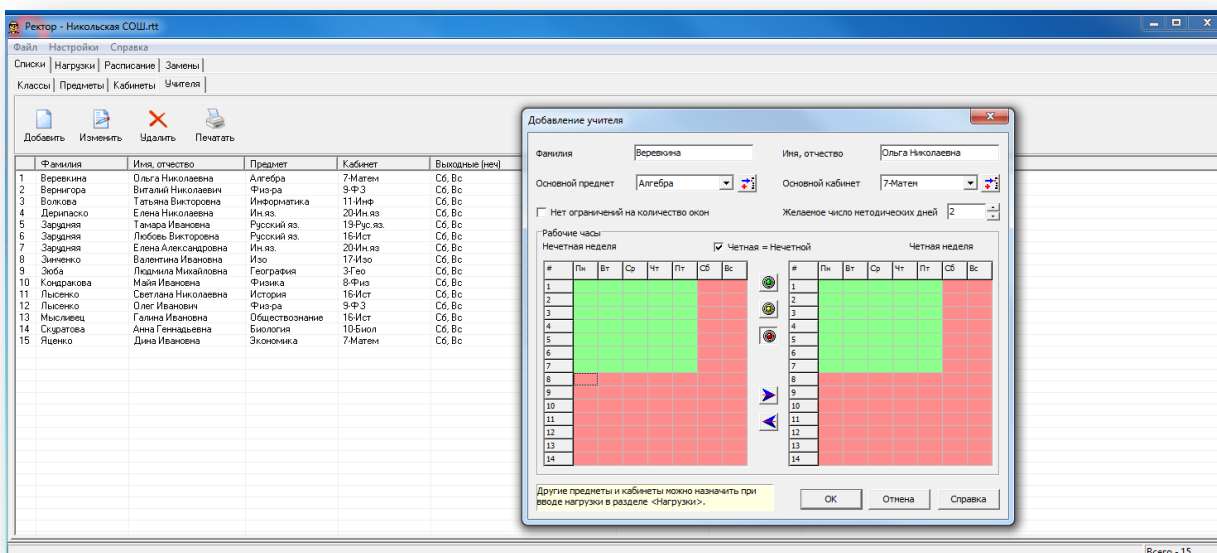 Ректор - Никольская СОШ.rtt
Файл Настройки Справка
Списки Нагрузки Расписание Замены
Классы Предметы Кабинеты Учителя
Добавить Изменить Удалить Печатать
Фамилия Имя, отчество Предмет Кабинет Выходные (неч)
1 Веревкина Ольга Николаевна Алгебра 7-Матем Сб, Вс
2 Вернигора Виталий Николаевич Физ-ра 9-ФЗ Сб, Вс
3 Волкова Татьяна Викторовна Информатика 11-Инф Сб, Вс
4 Дерипаско Елена Николаевна Ин.яз. 20-Ин.яз Сб, Вс
5 Зарудняя Тамара Ивановна Русский яз. 19-Рус.яз. Сб, Вс
6 Зарудняя Любовь Викторовна Русский яз. 16-Ист Сб, Вс
7 Зарудняя Елена Александровна Ин.яз. 20-Ин.яз Сб, Вс
8 Зинченко Валентина Ивановна Изо 17-Изо Сб, Вс
9 Зюба Людмила Михайловна География 3-Гео Сб, Вс
10 Кондракова Майя Ивановна Физика 8-Физ Сб, Вс
11 Лысенко Светлана Николаевна История 16-Ист Сб, Вс
12 Лысенко Олег Иванович Физ-ра 9-ФЗ Сб, Вс
13 Мысливец Галина Ивановна Обществознание 16-Ист Сб, Вс
14 Скуратова Анна Геннадьевна Биология 10-Биол Сб, Вс
15 Яценко Дина Ивановна Экономика 7-Матем Сб, Вс
Добавление учителя
Фамилия Веревкина Имя, отчество Ольга Николаевна
Основной предмет Алгебра Основной кабинет 7-Матем
Нет ограничений на количество окон Желаемое число методических дней 2
Рабочие часы
Нечетная неделя Четная = Нечетной Четная неделя
# Пн Вт Ср Чт Пт Сб Вс # Пн Вт Ср Чт Пт Сб Вс
1 1
2 2
3 3
4 4
5 5
6 6
7 7
8 8
9 9
10 10
11 11
12 12
13 13
14 14
Другие предметы и кабинеты можно назначить при
вводе нагрузки в разделе <Нагрузки>.
OK Отмена Справка
Всего - 15